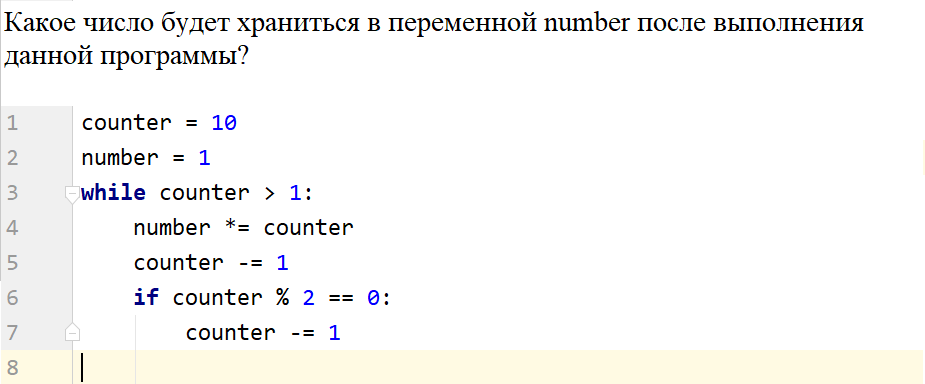 Какое число будет храниться в переменной number после выполнения
данной программы?
1 counter = 10
2 number = 1
3 while counter > 1:
4     number *= counter
5     counter -= 1
6     if counter % 2 == 0:
7         counter -= 1
8